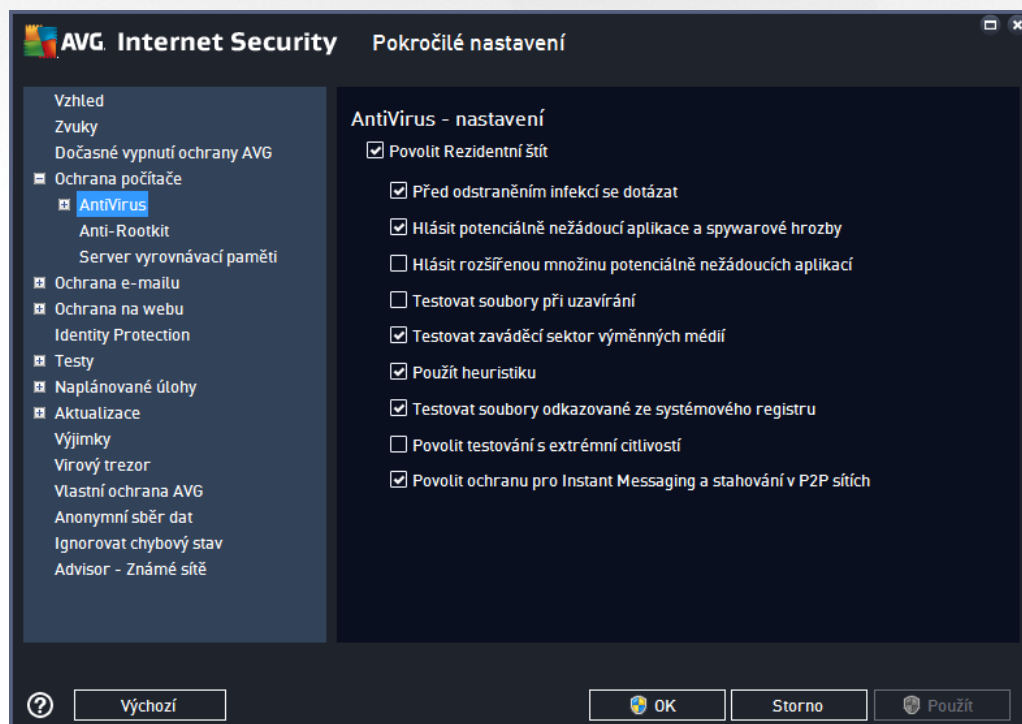 AVG. Internet Security Pokročilé nastavení
Vzhled
Zvuky
Dočasné vypnutí ochrany AVG
Ochrana počítače
AntiVirus
Anti-Rootkit
Server vyrovnávací paměti
Ochrana e-mailu
Ochrana na webu
Identity Protection
Testy
Naplánované úlohy
Aktualizace
Výjimky
Virový trezor
Vlastní ochrana AVG
Anonymní sběr dat
Ignorovat chybový stav
Advisor - Známé sítě
AntiVirus - nastavení
Povolit Rezidentní štít
Před odstraněním infekcí se dotázat
Hlásit potenciálně nežádoucí aplikace a spywarové hrozby
Hlásit rozšířenou množinu potenciálně nežádoucích aplikací
Testovat soubory při uzavírání
Testovat zaváděcí sektor výměnných médií
Použít heuristiku
Testovat soubory odkazované ze systémového registru
Povolit testování s extrémní citlivostí
Povolit ochranu pro Instant Messaging a stahování v P2P sítích
Výchozí
OK
Storno
Použít